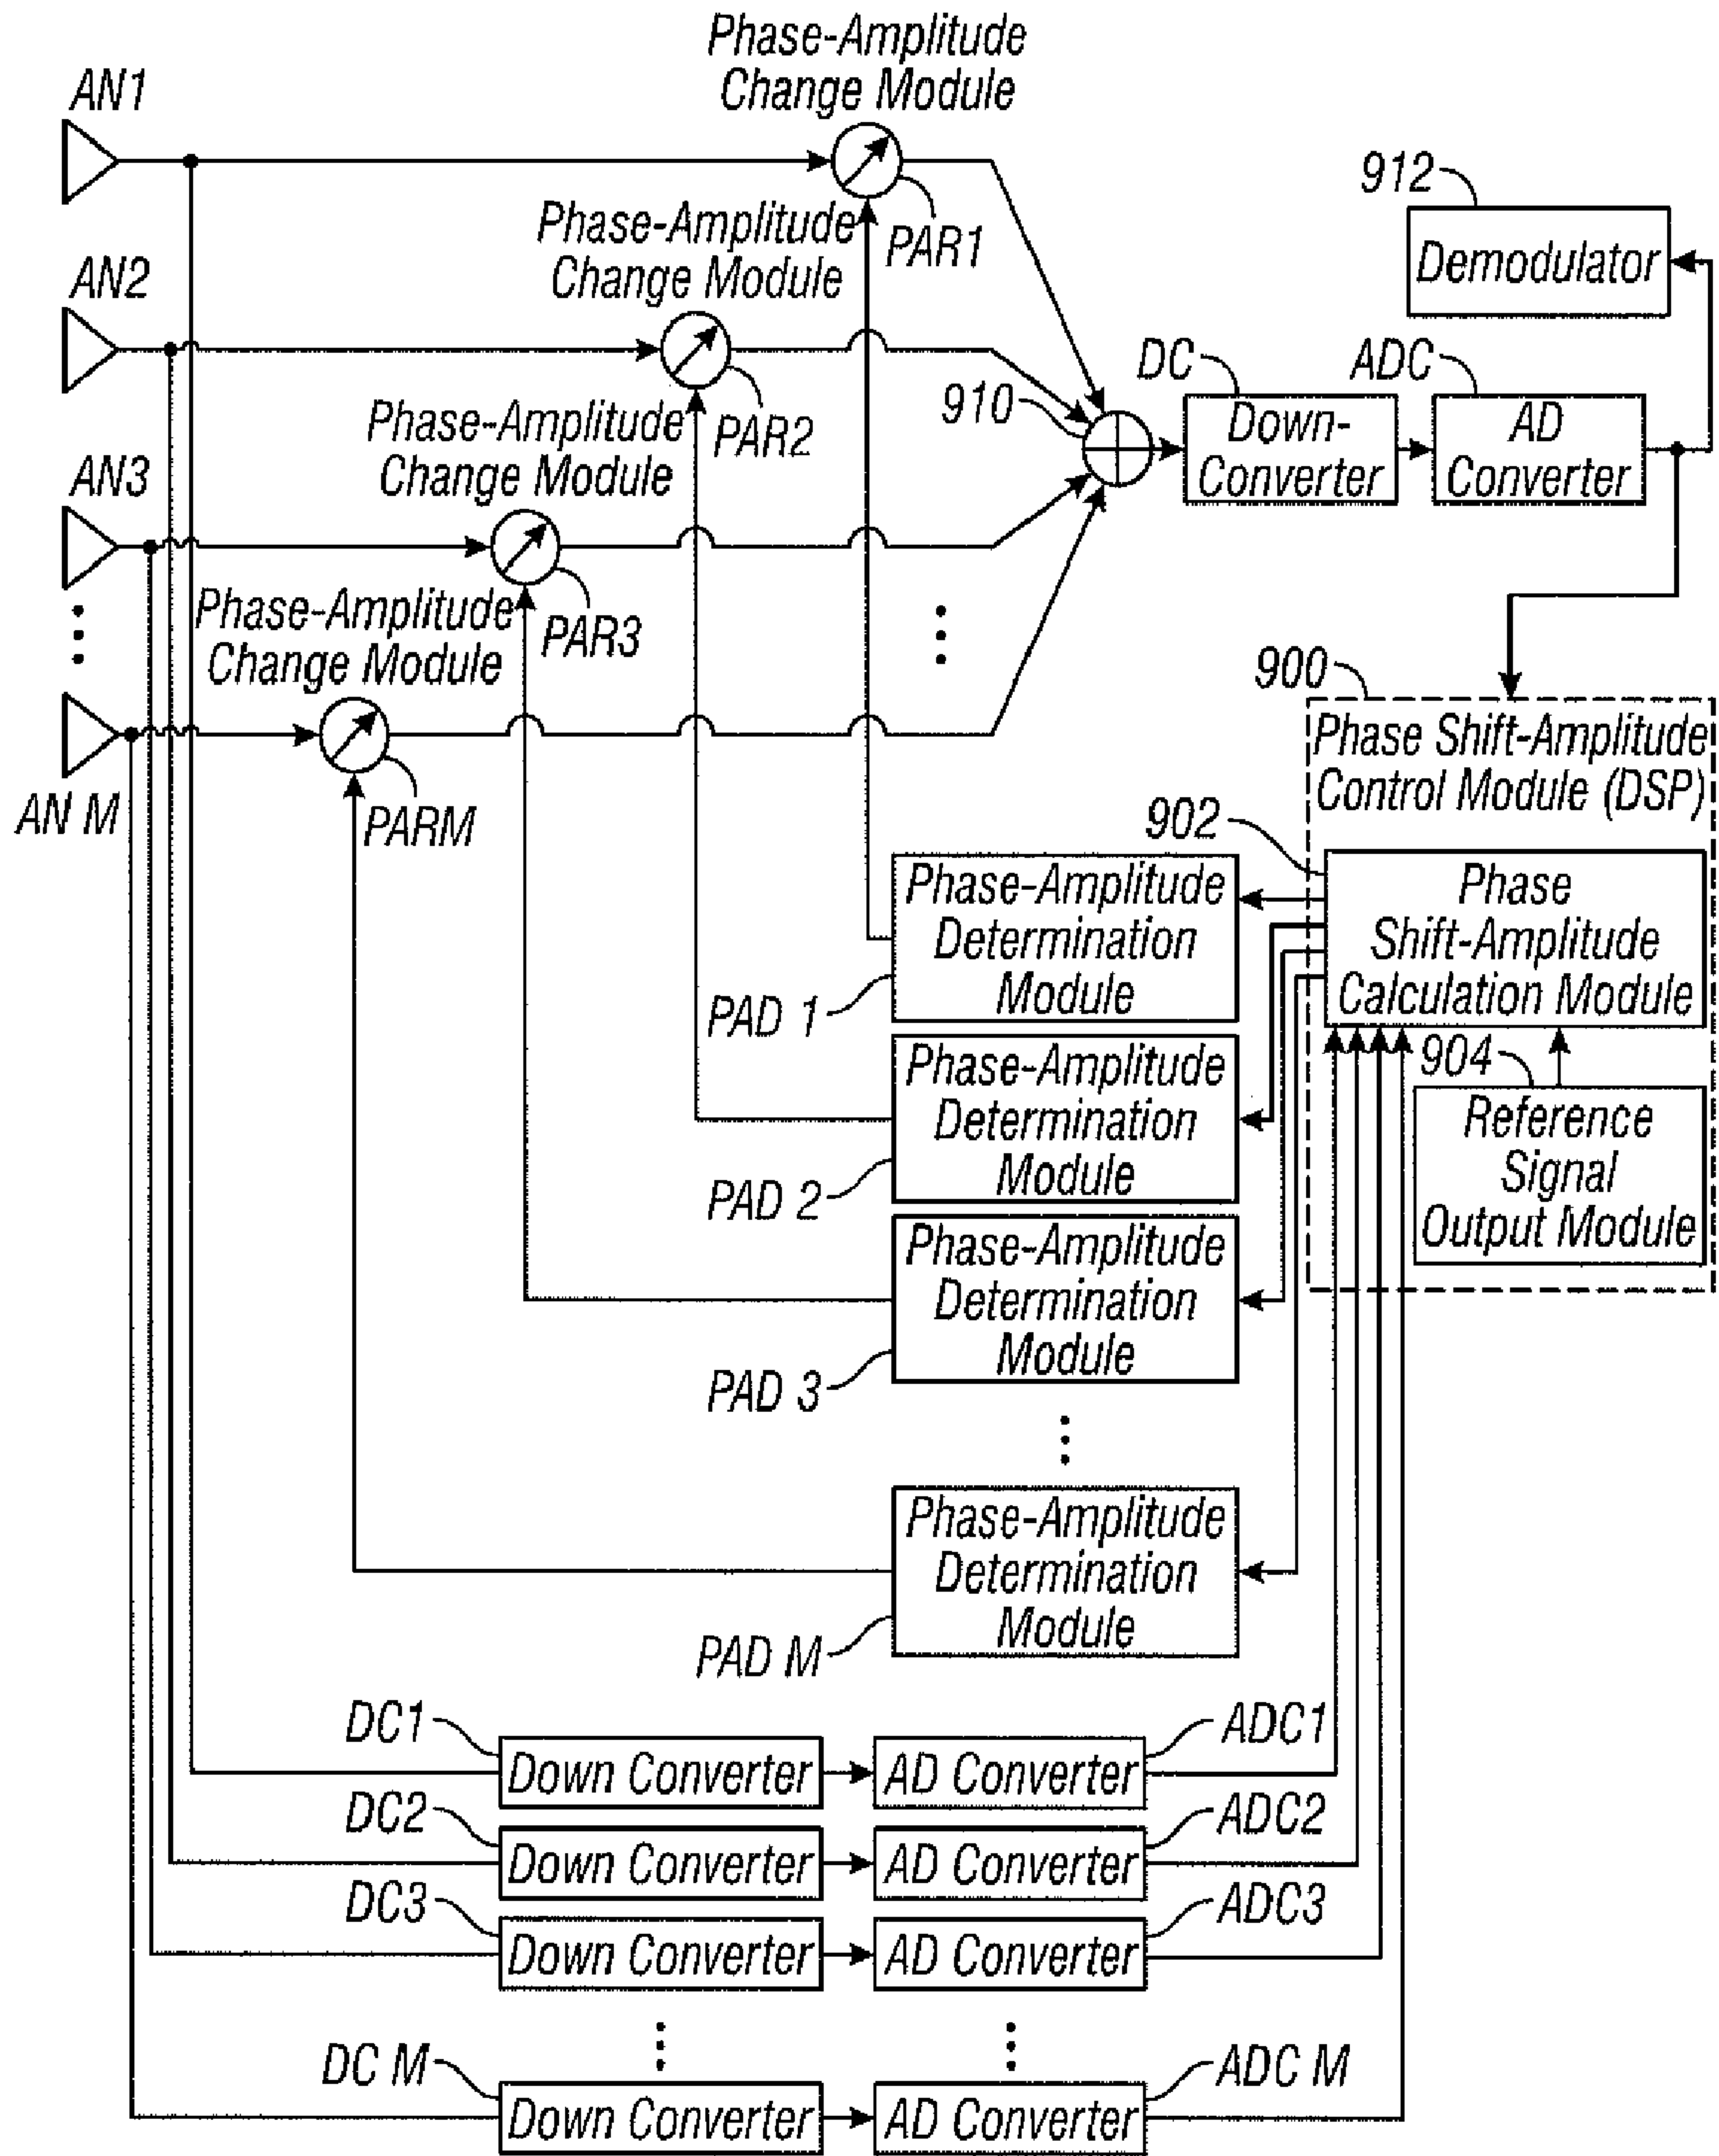 Phase-Amplitude
Change Module
AN1
PAR1
912
Demodulator
Phase-Amplitude
Change Module
AN2
PAR2
910
DC
Down-
Converter
ADC
AD
Converter
Phase-Amplitude
Change Module
AN3
PAR3
Phase-Amplitude
Change Module
AN M
PARM
900
Phase Shift-Amplitude
Control Module (DSP)
902
Phase
Shift-Amplitude
Calculation Module
904
Reference
Signal
Output Module
Phase-Amplitude
Determination
Module
PAD 1
Phase-Amplitude
Determination
Module
PAD 2
Phase-Amplitude
Determination
Module
PAD 3
Phase-Amplitude
Determination
Module
PAD M
DC1
Down Converter
AD Converter
ADC1
DC2
Down Converter
AD Converter
ADC2
DC3
Down Converter
AD Converter
ADC3
DC M
Down Converter
AD Converter
ADC M